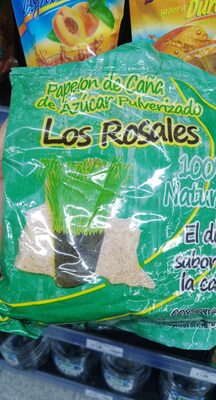 Papelón de Caña
de Azúcar Pulverizado
Los Rosales
100
Natur
El d
sabor
la ca